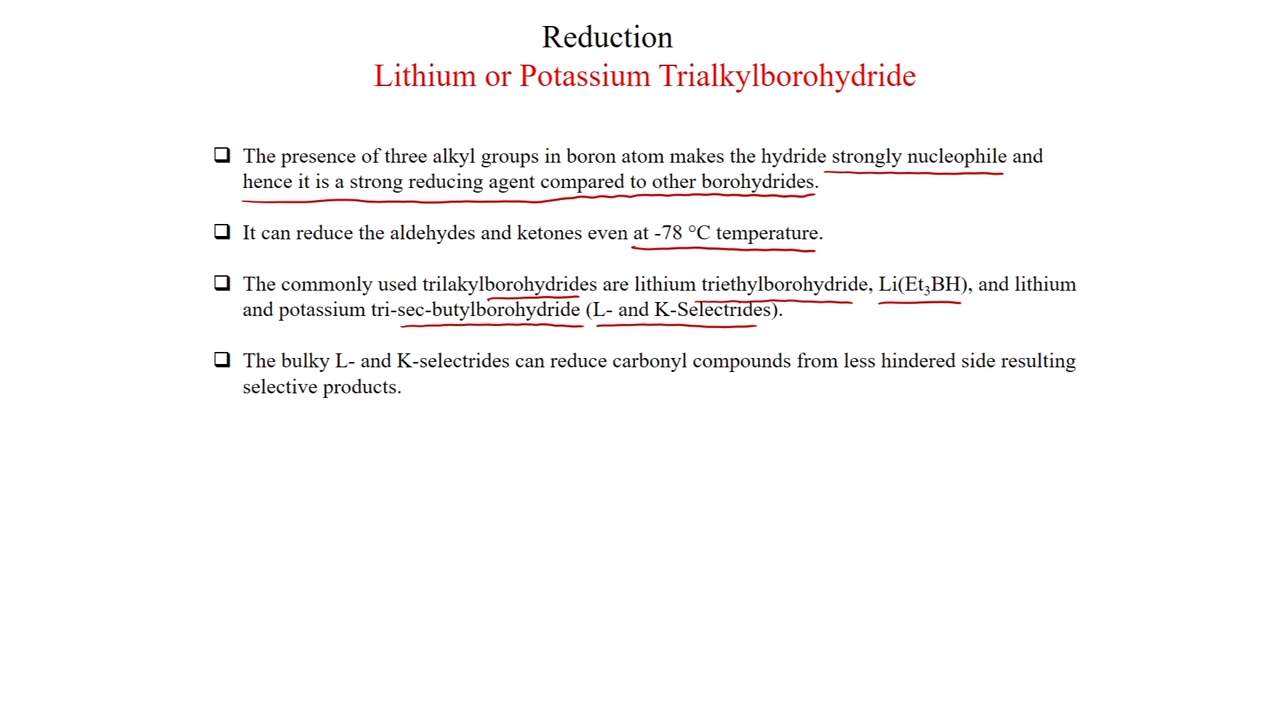 Reduction
Lithium or Potassium Trialkylborohydride
❑ The presence of three alkyl groups in boron atom makes the hydride strongly nucleophile and
hence it is a strong reducing agent compared to other borohydrides.
❑ It can reduce the aldehydes and ketones even at -78 °C temperature.
❑ The commonly used trilakylborohydrides are lithium triethylborohydride, Li(Et₃BH), and lithium
and potassium tri-sec-butylborohydride (L- and K-Selectrides).
❑ The bulky L- and K-selectrides can reduce carbonyl compounds from less hindered side resulting
selective products.